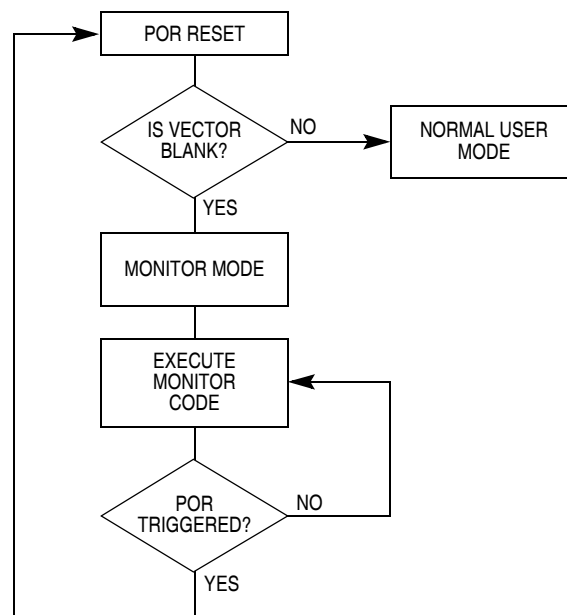 POR RESET
IS VECTOR
BLANK?
NO
NORMAL USER
MODE
YES
MONITOR MODE
EXECUTE
MONITOR
CODE
POR
TRIGGERED?
NO
YES